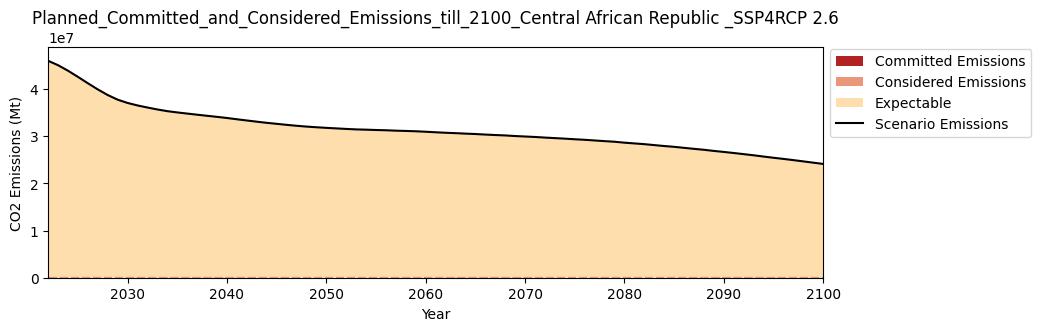 Planned_Committed_and_Considered_Emissions_till_2100_Central African Republic _SSP4RCP 2.6
1e7
CO2 Emissions (Mt)
4
3
2
1
0
2030 2040 2050 2060 2070 2080 2090 2100
Year
Committed Emissions
Considered Emissions
Expectable
Scenario Emissions